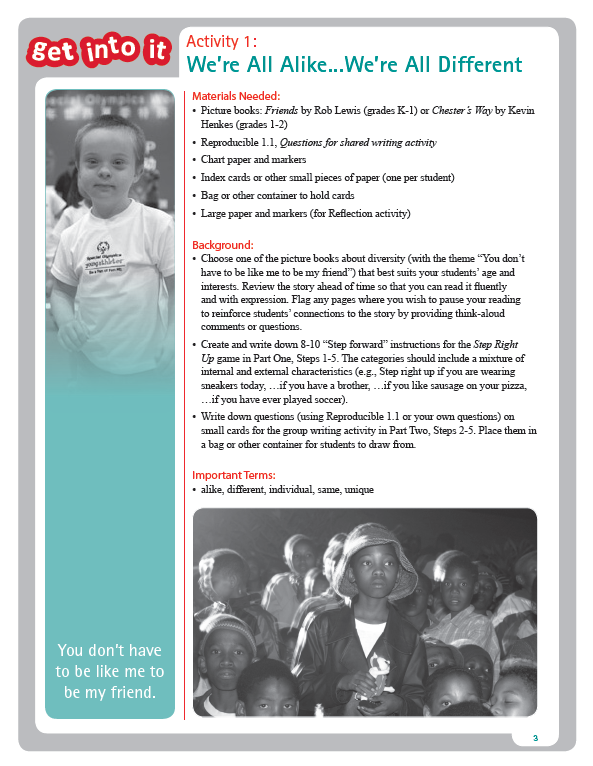 get into it
Activity 1:
We're All Alike...We're All Different
Materials Needed:
• Picture books: Friends by Rob Lewis (grades K-1) or Chester's Way by Kevin
Henkes (grades 1-2)
• Reproducible 1.1, Questions for shared writing activity
• Chart paper and markers
• Index cards or other small pieces of paper (one per student)
• Bag or other container to hold cards
• Large paper and markers (for Reflection activity)
Background:
• Choose one of the picture books about diversity (with the theme “You don't
have to be like me to be my friend”) that best suits your students' age and
interests. Review the story ahead of time so that you can read it fluently
and with expression. Flag any pages where you wish to pause your reading
to reinforce students' connections to the story by providing think-aloud
comments or questions.
• Create and write down 8-10 “Step forward” instructions for the Step Right
Up game in Part One, Steps 1-5. The categories should include a mixture of
internal and external characteristics (e.g., Step right up if you are wearing
sneakers today, …if you have a brother, …if you like sausage on your pizza,
…if you have ever played soccer).
• Write down questions (using Reproducible 1.1 or your own questions) on
small cards for the group writing activity in Part Two, Steps 2-5. Place them in
a bag or other container for students to draw from.
Important Terms:
• alike, different, individual, same, unique
Special Olympics
Special Olympics
young athletes
You don't have
to be like me to
be my friend.
3